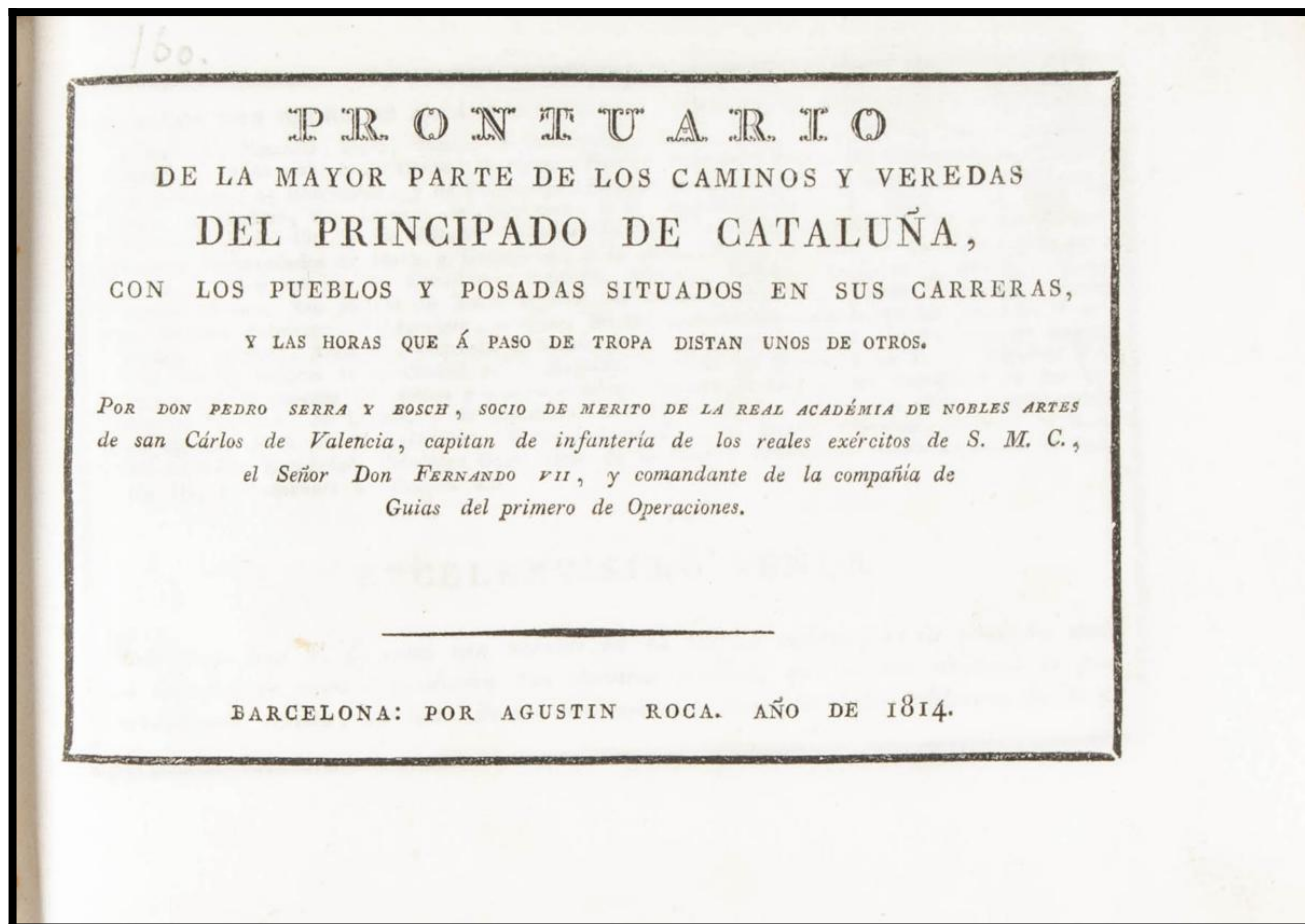 160.
PRONTUARIO
DE LA MAYOR PARTE DE LOS CAMINOS Y VEREDAS
DEL PRINCIPADO DE CATALUÑA,
CON LOS PUEBLOS Y POSADAS SITUADOS EN SUS CARRERAS,
Y LAS HORAS QUE Á PASO DE TROPA DISTAN UNOS DE OTROS.
POR DON PEDRO SERRA Y BOSCH, SOCIO DE MERITO DE LA REAL ACADÉMIA DE NOBLES ARTES
de san Cárlos de Valencia, capitan de infantería de los reales exércitos de S. M. C.,
el Señor Don FERNANDO VII, y comandante de la compañía de
Guias del primero de Operaciones.
BARCELONA: POR AGUSTIN ROCA. AÑO DE 1814.